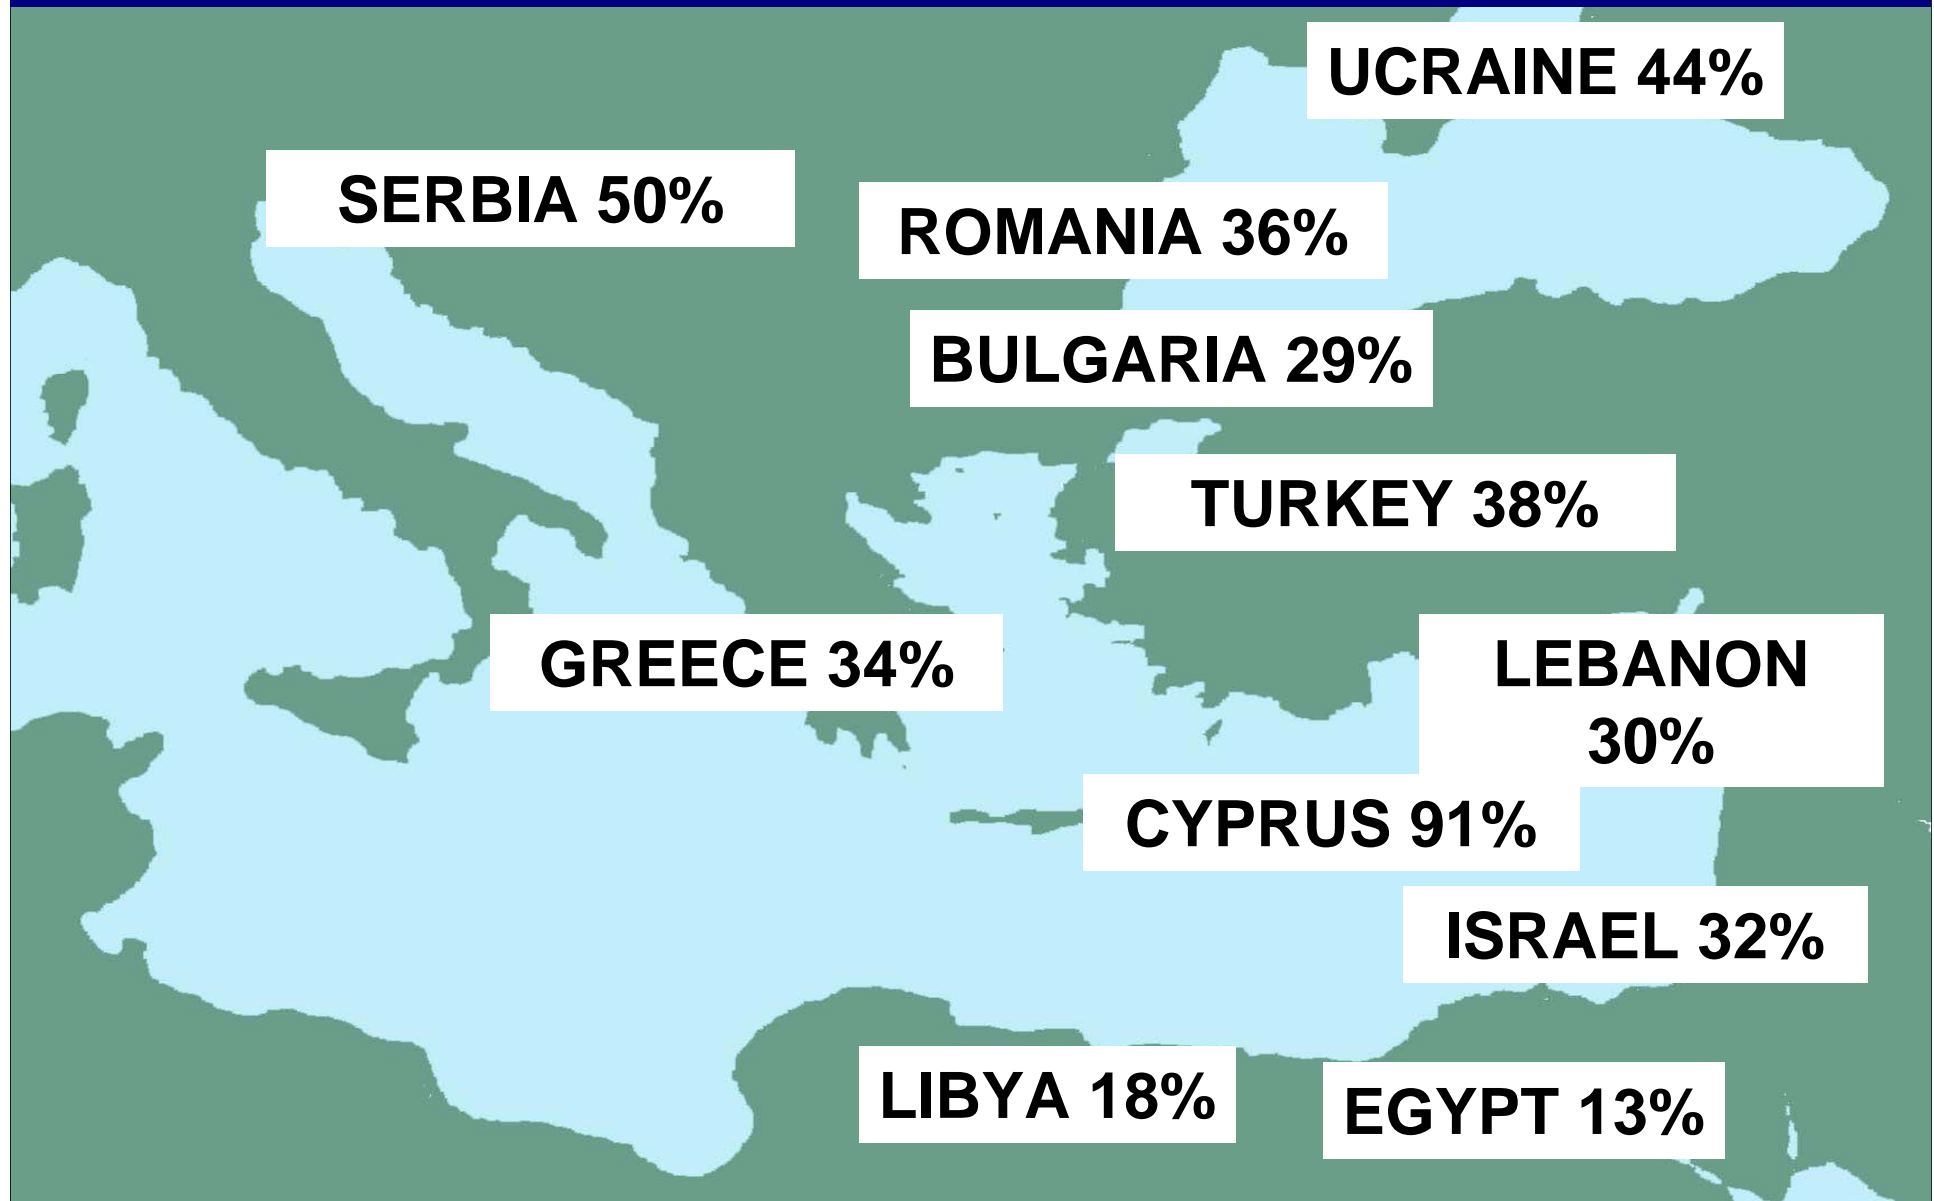 UCRAINE 44%
SERBIA 50%
ROMANIA 36%
BULGARIA 29%
TURKEY 38%
GREECE 34%
LEBANON
30%
CYPRUS 91%
ISRAEL 32%
LIBYA 18%
EGYPT 13%